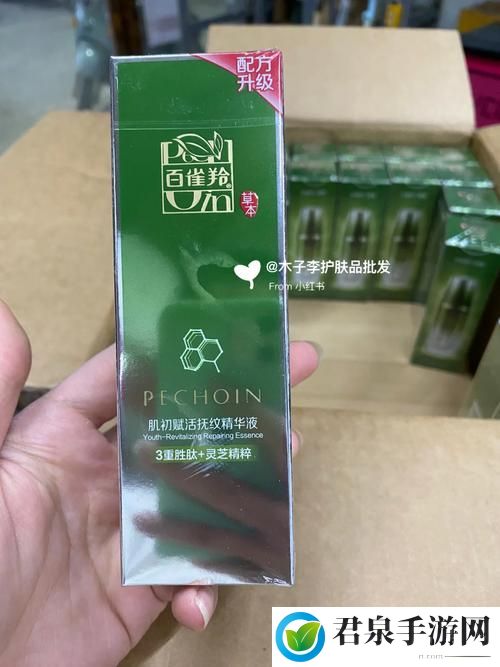 配方
升级
Pech
百雀羚®
Oin
草本
@木子李护肤品批发
From 小红书
PECHOIN
肌初赋活抚纹精华液
Youth-Revitalizing Repairing Essence
3重胜肽+灵芝精粹
君泉手游网